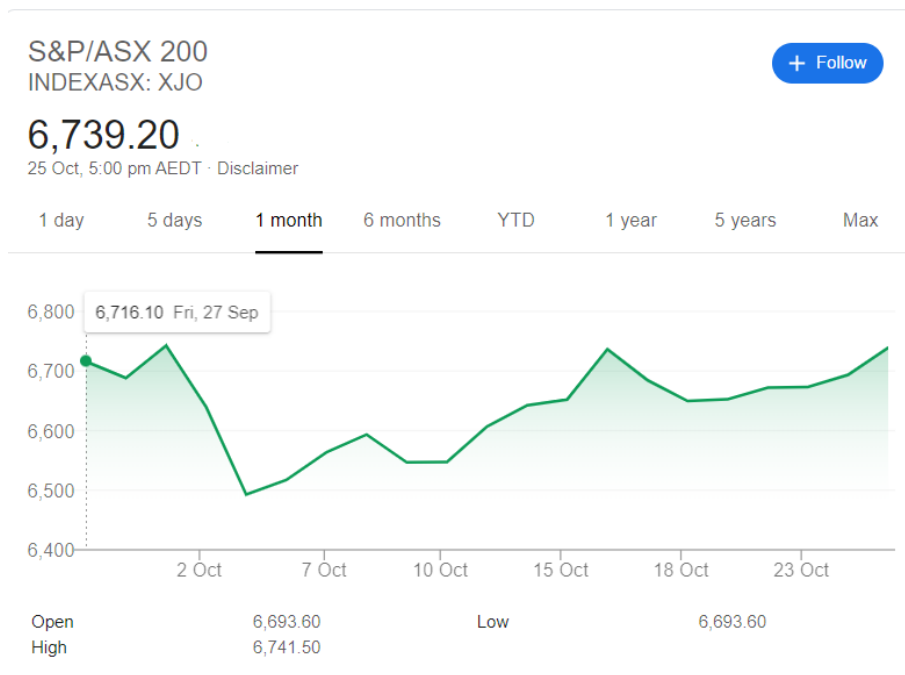 S&P/ASX 200
INDEXASX: XJO
+ Follow
6,739.20
25 Oct, 5:00 pm AEDT · Disclaimer
1 day 5 days 1 month 6 months YTD 1 year 5 years Max
6,800
6,716.10 Fri, 27 Sep
6,700
6,600
6,500
6,400
2 Oct 7 Oct 10 Oct 15 Oct 18 Oct 23 Oct
Open 6,693.60 Low 6,693.60
High 6,741.50